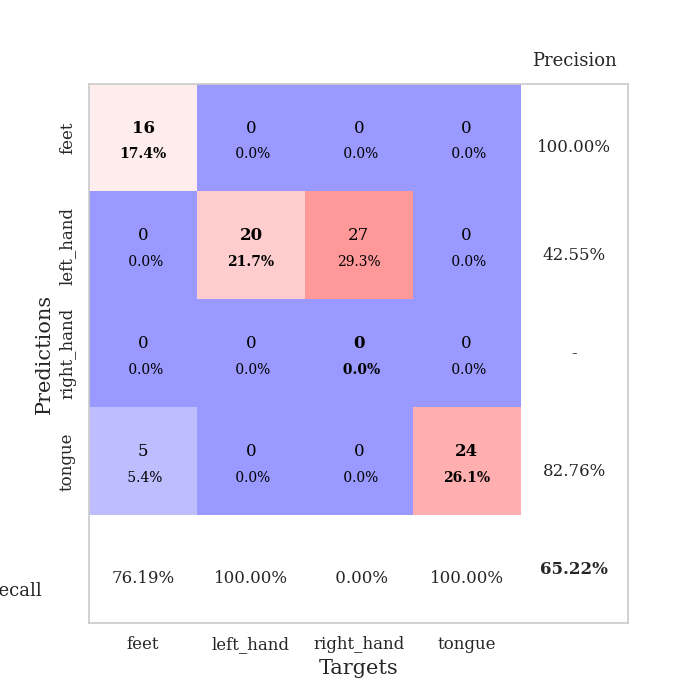 Precision
feet
16 0 0 0
17.4% 0.0% 0.0% 0.0%
100.00%
left_hand
0 20 27 0
0.0% 21.7% 29.3% 0.0%
42.55%
Predictions
right_hand
0 0 0 0
0.0% 0.0% 0.0% 0.0%
-
tongue
5 0 0 24
5.4% 0.0% 0.0% 26.1%
82.76%
ecall
76.19% 100.00% 0.00% 100.00% 65.22%
feet left_hand right_hand tongue
Targets